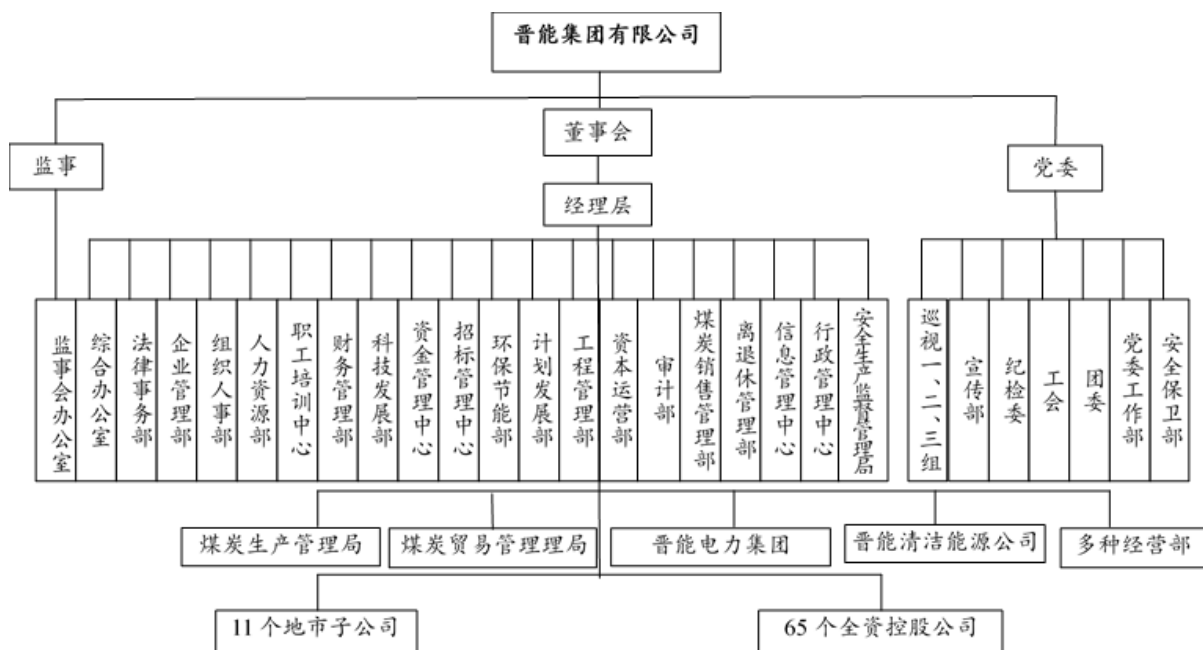 晋能集团有限公司
董事会
监事
党委
经理层
监事会办公室
综合办公室
法律事务部
企业管理部
组织人事部
人力资源部
职工培训中心
财务管理部
科技发展部
资金管理中心
招标管理中心
环保节能部
计划发展部
工程管理部
资本运营部
审计部
煤炭销售管理部
离退休管理部
信息管理中心
行政管理中心
安全生产监督管理局
巡视一、二、三组
宣传部
纪检委
工会
团委
党委工作部
安全保卫部
煤炭生产管理局
煤炭贸易管理理局
晋能电力集团
晋能清洁能源公司
多种经营部
11 个地市子公司
65 个全资控股公司